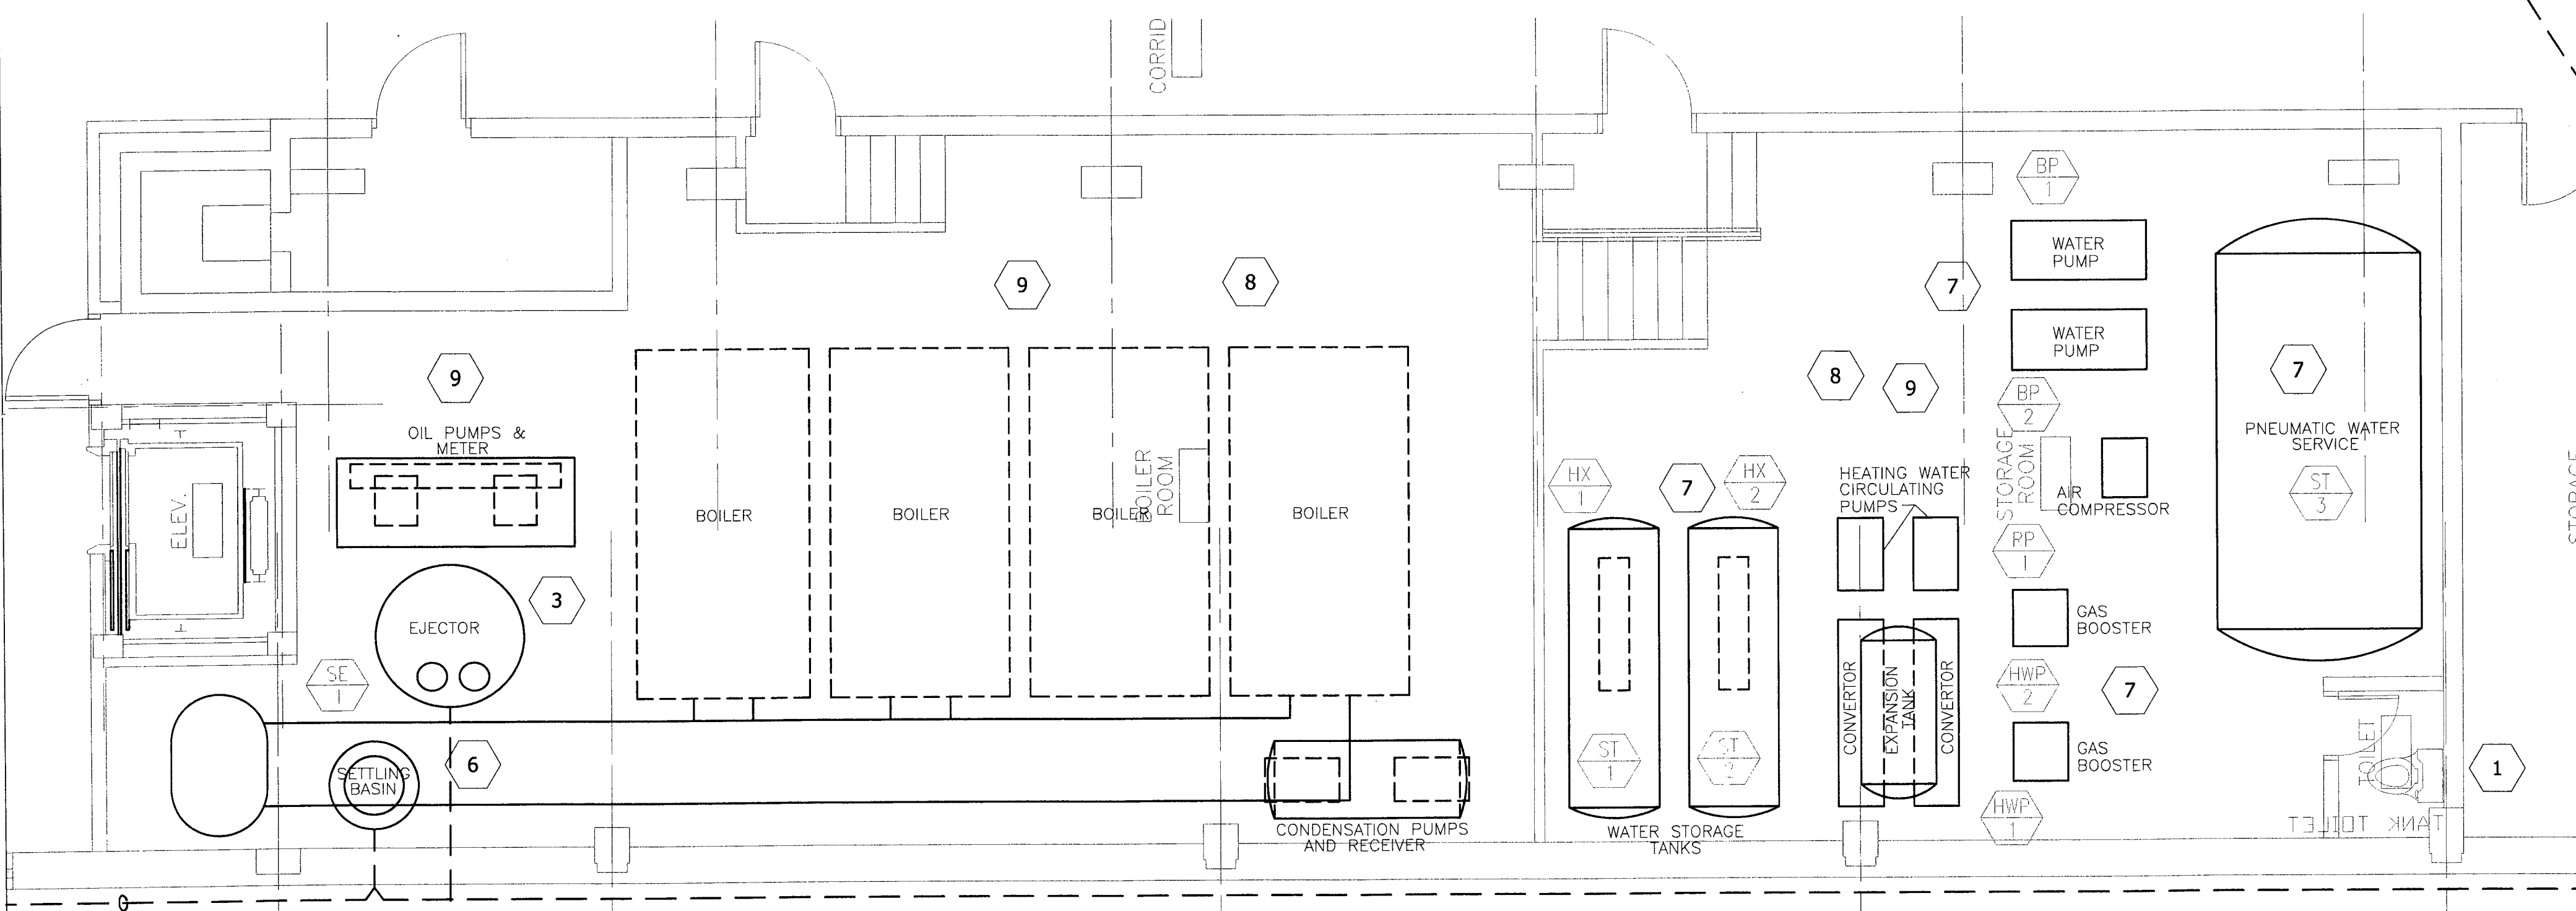 CORRID
BP
1
WATER
PUMP
9
8
7
WATER
PUMP
9
8
9
7
BP
2
OIL PUMPS &
METER
PNEUMATIC WATER
SERVICE
ELEV.
BOILER
BOILER
BOILER
BOILER
ROOM
BOILER
HX
1
7
HX
2
HEATING WATER
CIRCULATING
PUMPS
STORAGE
ROOM
AIR
COMPRESSOR
ST
3
STORAGE
RP
1
3
EJECTOR
GAS
BOOSTER
SE
1
HWP
2
7
CONVERTOR
EXPANSION
TANK
CONVERTOR
6
SETTLING
BASIN
ST
1
ST
2
GAS
BOOSTER
TOILET
1
HWP
1
CONDENSATION PUMPS
AND RECEIVER
WATER STORAGE
TANKS
TANK TOILET